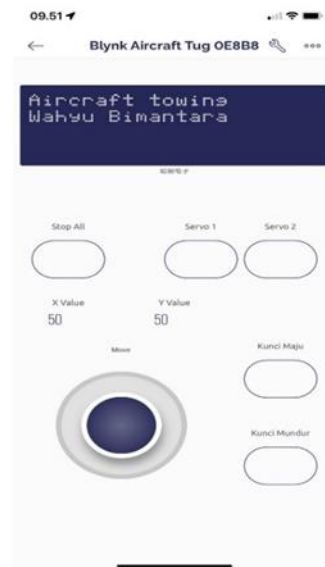 09.51
Blynk Aircraft Tug 0E8B8
Aircraft towing
Wahyu Bimantara
Stop All
Servo 1
Servo 2
X Value
Y Value
50
50
Move
Kunci Maju
Kunci Mundur